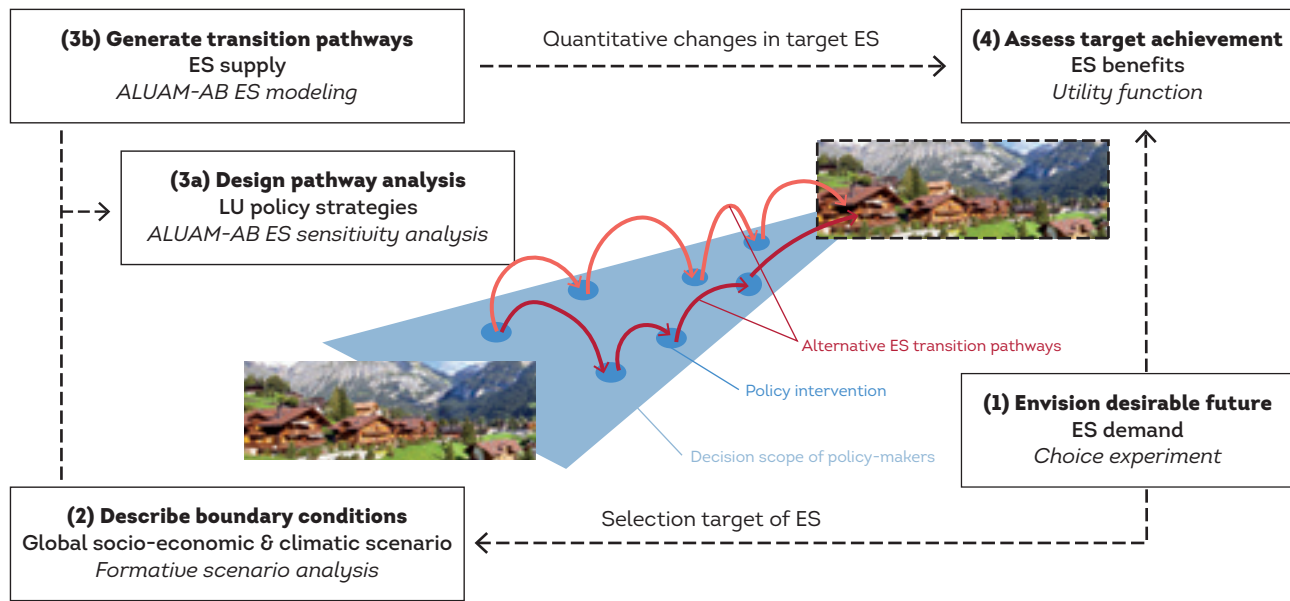 (3b) Generate transition pathways
ES supply
ALUAM-AB ES modeling
Quantitative changes in target ES
(4) Assess target achievement
ES benefits
Utility function
(3a) Design pathway analysis
LU policy strategies
ALUAM-AB ES sensitivity analysis
Alternative ES transition pathways
Policy intervention
Decision scope of policy-makers
(1) Envision desirable future
ES demand
Choice experiment
(2) Describe boundary conditions
Global socio-economic & climatic scenario
Formative scenario analysis
Selection target of ES